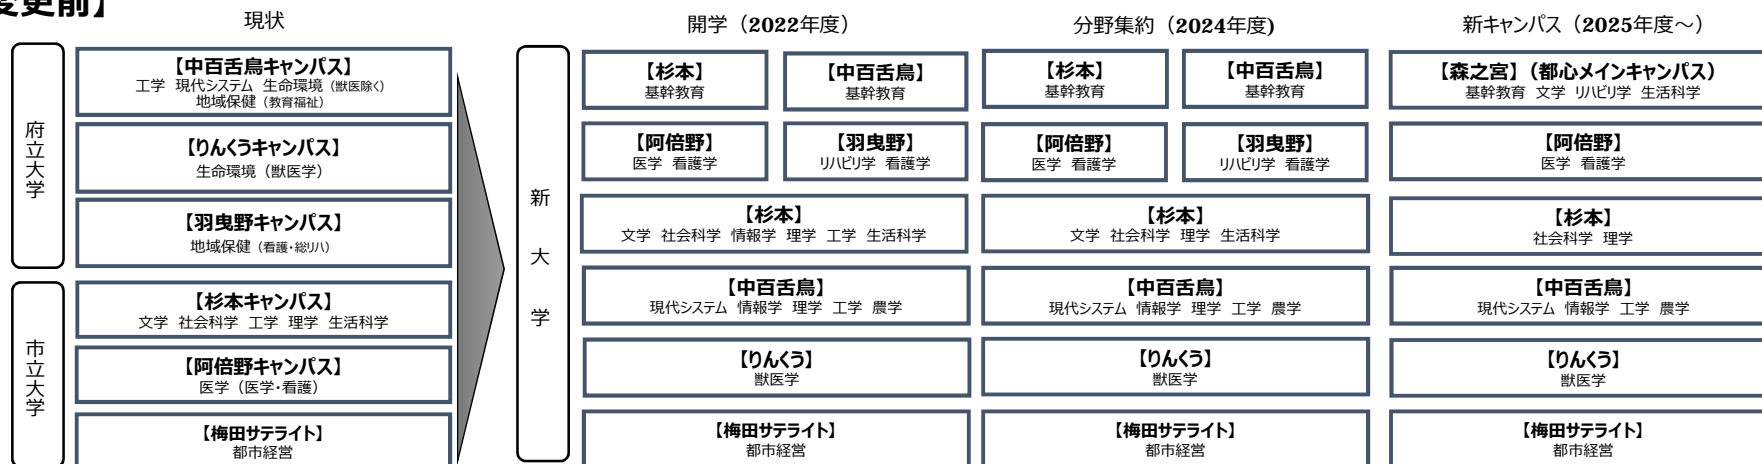 変更前】
現状
府立大学
【中百舌鳥キャンパス】
工学 現代システム 生命環境（獣医除く）
地域保健（教育福祉）
【りんくうキャンパス】
生命環境（獣医学）
【羽曳野キャンパス】
地域保健（看護・総リハ）
市立大学
【杉本キャンパス】
文学 社会科学 工学 理学 生活科学
【阿倍野キャンパス】
医学（医学・看護）
【梅田サテライト】
都市経営
新大学
開学（2022年度）
【杉本】
基幹教育
【中百舌鳥】
基幹教育
【阿倍野】
医学 看護学
【羽曳野】
リハビリ学 看護学
【杉本】
文学 社会科学 情報学 理学 工学 生活科学
【中百舌鳥】
現代システム 情報学 理学 工学 農学
【りんくう】
獣医学
【梅田サテライト】
都市経営
分野集約（2024年度)
【杉本】
基幹教育
【中百舌鳥】
基幹教育
【阿倍野】
医学 看護学
【羽曳野】
リハビリ学 看護学
【杉本】
文学 社会科学 理学 生活科学
【中百舌鳥】
現代システム 情報学 理学 工学 農学
【りんくう】
獣医学
【梅田サテライト】
都市経営
新キャンパス（2025年度～）
【森之宮】（都心メインキャンパス）
基幹教育 文学 リハビリ学 生活科学
【阿倍野】
医学 看護学
【杉本】
社会科学 理学
【中百舌鳥】
現代システム 情報学 工学 農学
【りんくう】
獣医学
【梅田サテライト】
都市経営